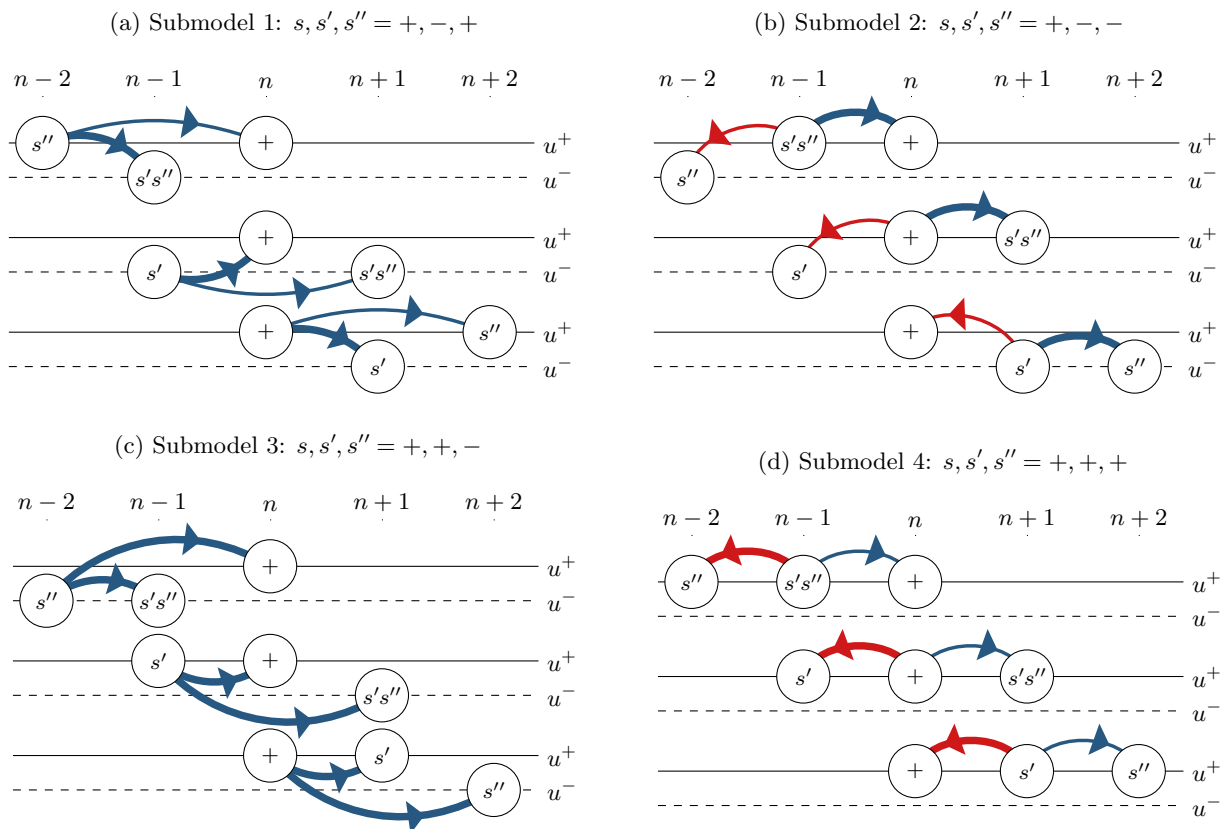 (a) Submodel 1: s, s′, s′′ = +, −, +
n − 2 n − 1 n n + 1 n + 2
s′′ + u⁺
s′s′′ u⁻
+ u⁺
s′ s′s′′ u⁻
+ s′′ u⁺
s′ u⁻
(b) Submodel 2: s, s′, s′′ = +, −, −
n − 2 n − 1 n n + 1 n + 2
s′s′′ + u⁺
s′′ u⁻
+ s′s′′ u⁺
s′ u⁻
+ u⁺
s′ s′′ u⁻
(c) Submodel 3: s, s′, s′′ = +, +, −
n − 2 n − 1 n n + 1 n + 2
+ u⁺
s′′ s′s′′ u⁻
s′ + u⁺
s′s′′ u⁻
+ s′ u⁺
s′′ u⁻
(d) Submodel 4: s, s′, s′′ = +, +, +
n − 2 n − 1 n n + 1 n + 2
s′′ s′s′′ + u⁺
u⁻
s′ + s′s′′ u⁺
u⁻
+ s′ s′′ u⁺
u⁻